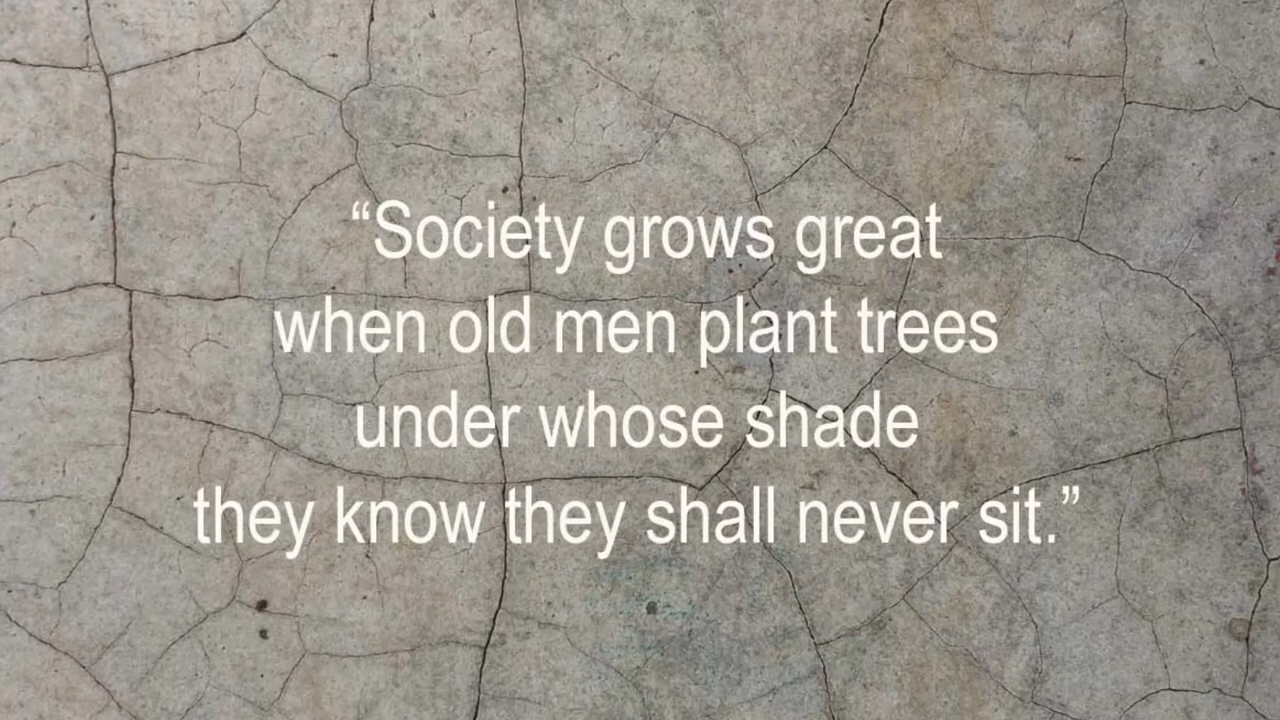 “Society grows great
when old men plant trees
under whose shade
they know they shall never sit.”